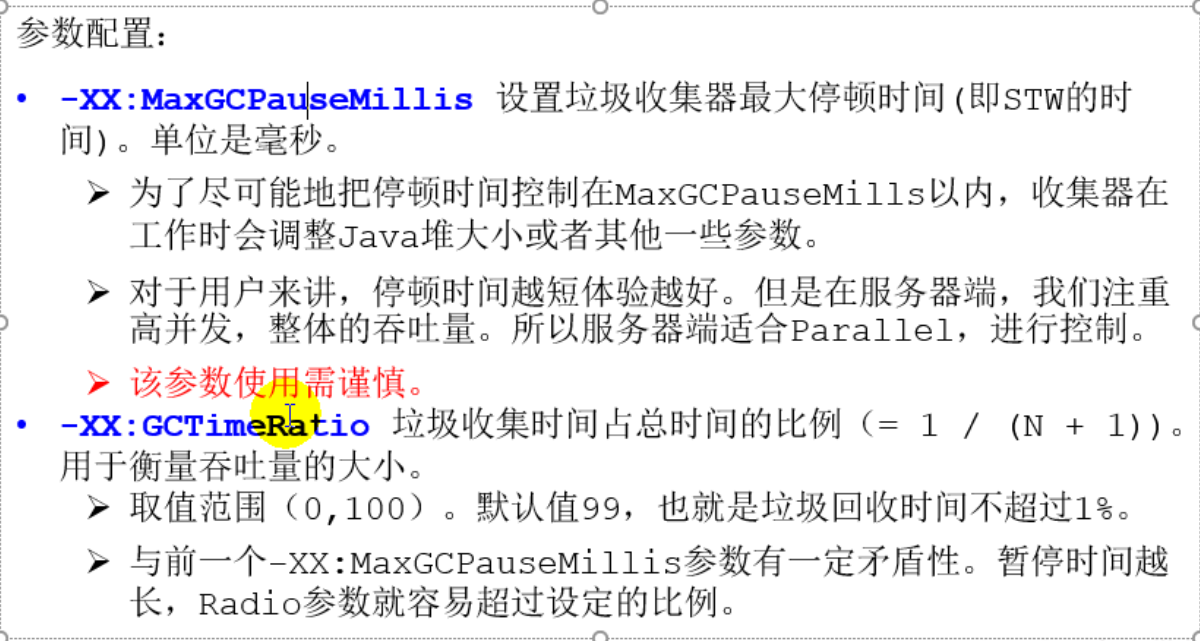 参数配置：
• -XX:MaxGCPauseMillis 设置垃圾收集器最大停顿时间(即STW的时
间)。单位是毫秒。
➢ 为了尽可能地把停顿时间控制在MaxGCPauseMills以内，收集器在
工作时会调整Java堆大小或者其他一些参数。
➢ 对于用户来讲，停顿时间越短体验越好。但是在服务器端，我们注重
高并发，整体的吞吐量。所以服务器端适合Parallel，进行控制。
➢ 该参数使用需谨慎。
• -XX:GCTimeRatio 垃圾收集时间占总时间的比例（= 1 / (N + 1))。
用于衡量吞吐量的大小。
➢ 取值范围（0,100）。默认值99，也就是垃圾回收时间不超过1%。
➢ 与前一个-XX:MaxGCPauseMillis参数有一定矛盾性。暂停时间越
长，Radio参数就容易超过设定的比例。